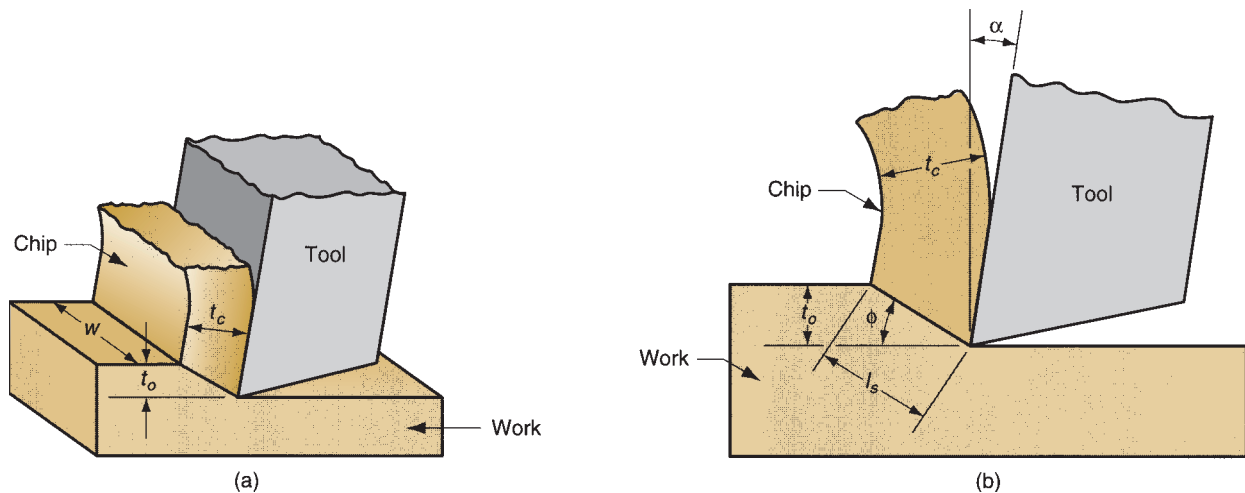 Chip
Tool
w
t_c
t_o
Work
(a)
α
Chip
t_c
Tool
t_o
ϕ
Work
l_s
(b)